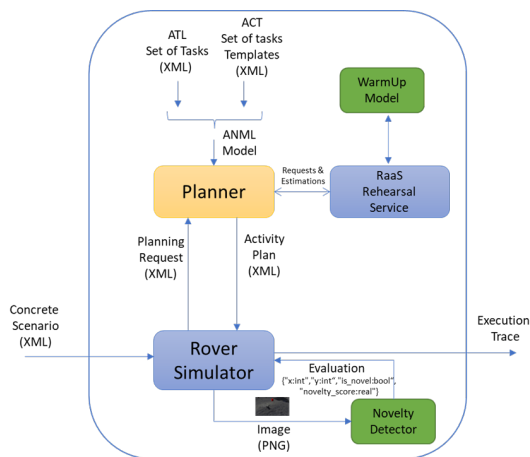 ATL
Set of Tasks
(XML)
ACT
Set of tasks
Templates
(XML)
WarmUp
Model
ANML
Model
Planner
Requests &
Estimations
RaaS
Rehearsal
Service
Planning
Request
(XML)
Activity
Plan
(XML)
Concrete
Scenario
(XML)
Execution
Trace
Rover
Simulator
Evaluation
{"x:int","y:int","is_novel:bool",
"novelty_score:real"}
Image
(PNG)
Novelty
Detector